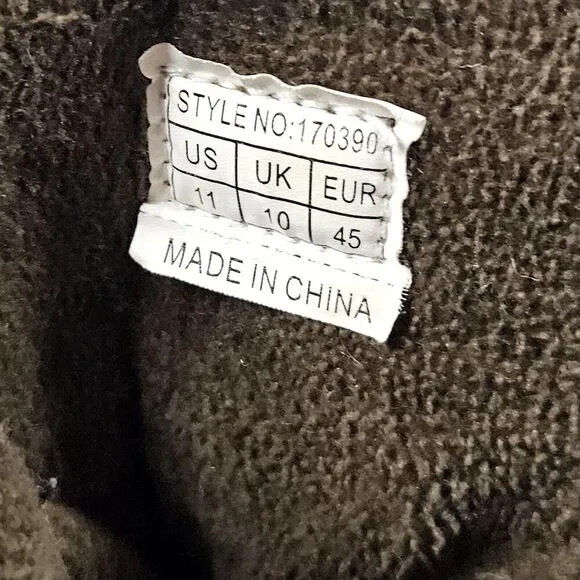 STYLE NO:170390
US UK EUR
11 10 45
MADE IN CHINA